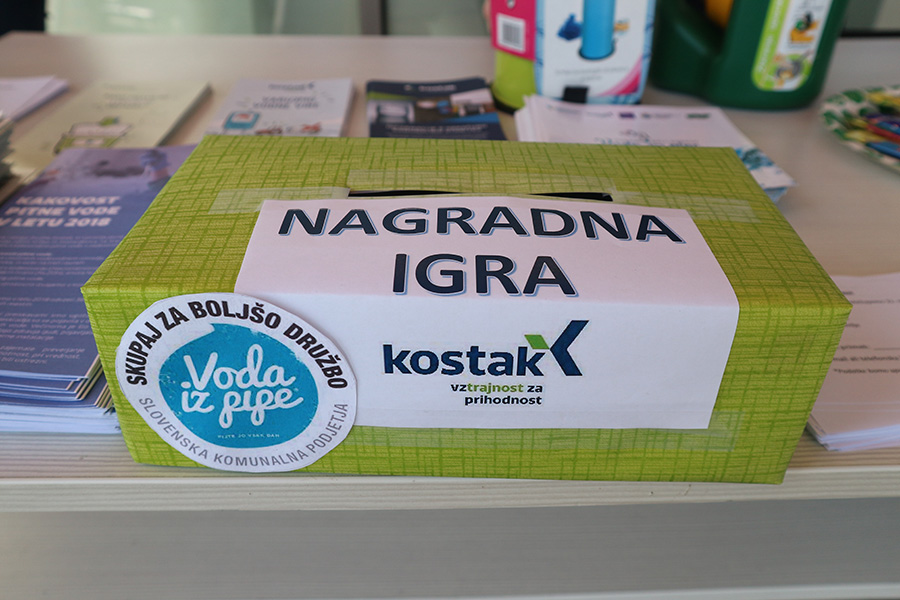 NAGRADNA
IGRA
kostak
vztrajnost za
prihodnost
SKUPAJ ZA BOLJŠO DRUŽBO
Voda
iz pipe
SLOVENSKA KOMUNALNA PODJETJA
KAKOVOST
PITNE VODE
V LETU 2018